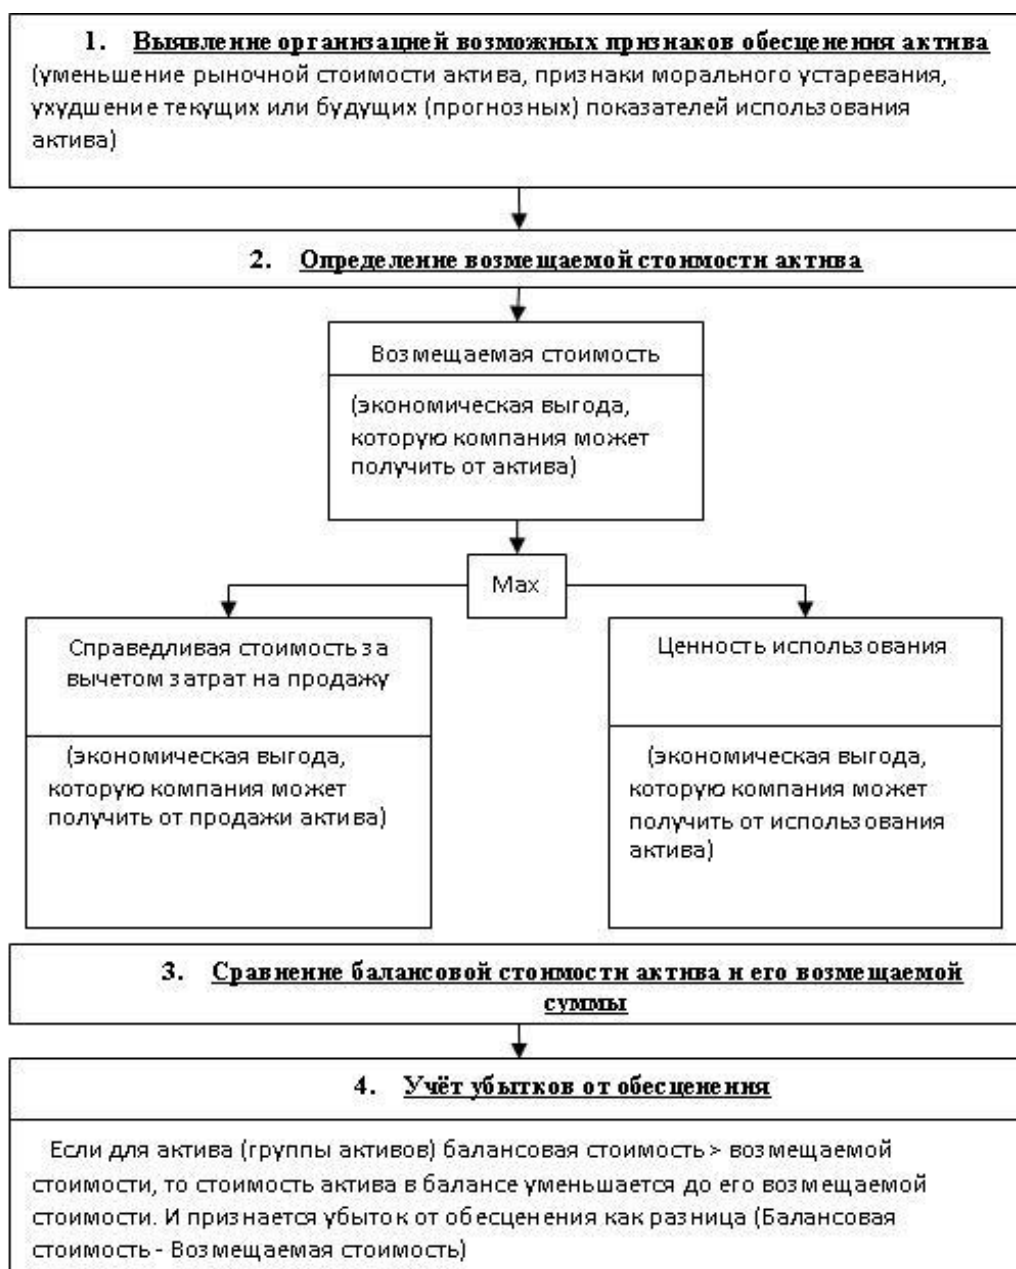 1. Выявление организацией возможных признаков обесценения актива
(уменьшение рыночной стоимости актива, признаки морального устаревания,
ухудшение текущих или будущих (прогнозных) показателей использования
актива)
2. Определение возмещаемой стоимости актива
Возмещаемая стоимость
(экономическая выгода,
которую компания может
получить от актива)
Max
Справедливая стоимость за
вычетом затрат на продажу
(экономическая выгода,
которую компания может
получить от продажи актива)
Ценность использования
(экономическая выгода,
которую компания может
получить от использования
актива)
3. Сравнение балансовой стоимости актива и его возмещаемой
суммы
4. Учёт убытков от обесценения
Если для актива (группы активов) балансовая стоимость > возмещаемой
стоимости, то стоимость актива в балансе уменьшается до его возмещаемой
стоимости. И признается убыток от обесценения как разница (Балансовая
стоимость - Возмещаемая стоимость)